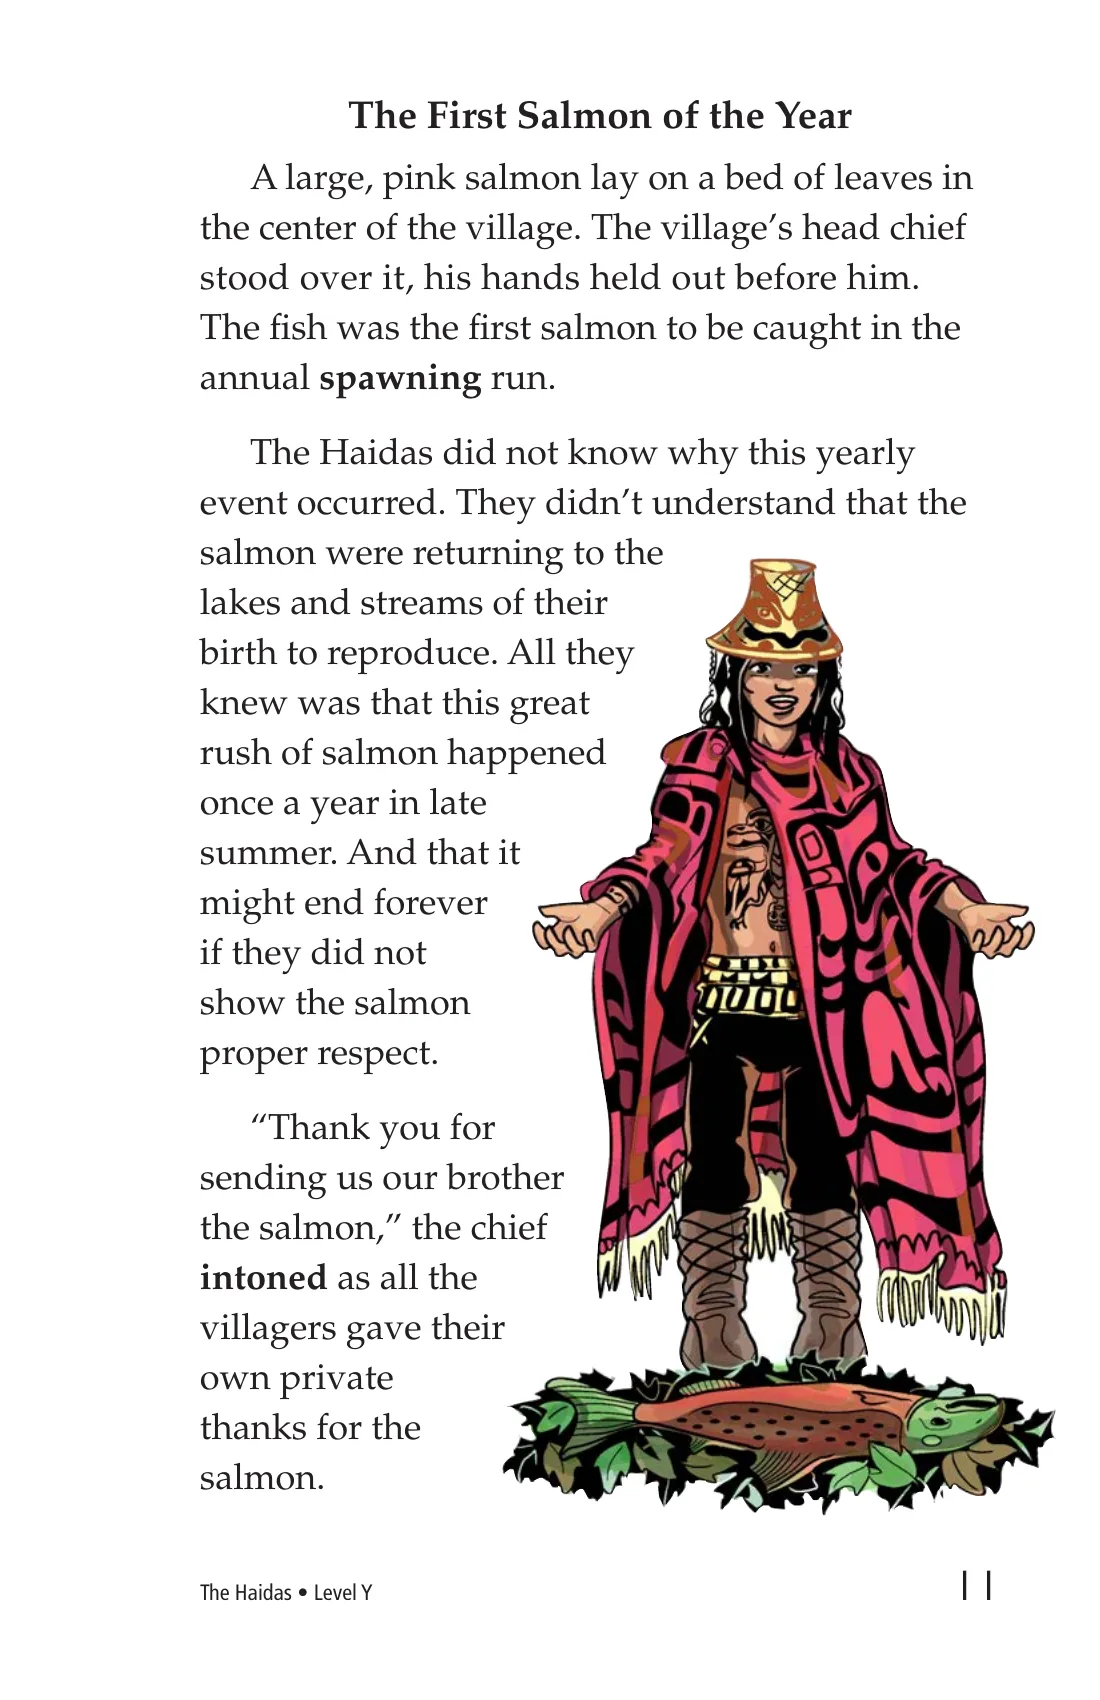 The First Salmon of the Year
A large, pink salmon lay on a bed of leaves in
the center of the village. The village’s head chief
stood over it, his hands held out before him.
The fish was the first salmon to be caught in the
annual spawning run.
The Haidas did not know why this yearly
event occurred. They didn’t understand that the
salmon were returning to the
lakes and streams of their
birth to reproduce. All they
knew was that this great
rush of salmon happened
once a year in late
summer. And that it
might end forever
if they did not
show the salmon
proper respect.
“Thank you for
sending us our brother
the salmon,” the chief
intoned as all the
villagers gave their
own private
thanks for the
salmon.
The Haidas • Level Y
11